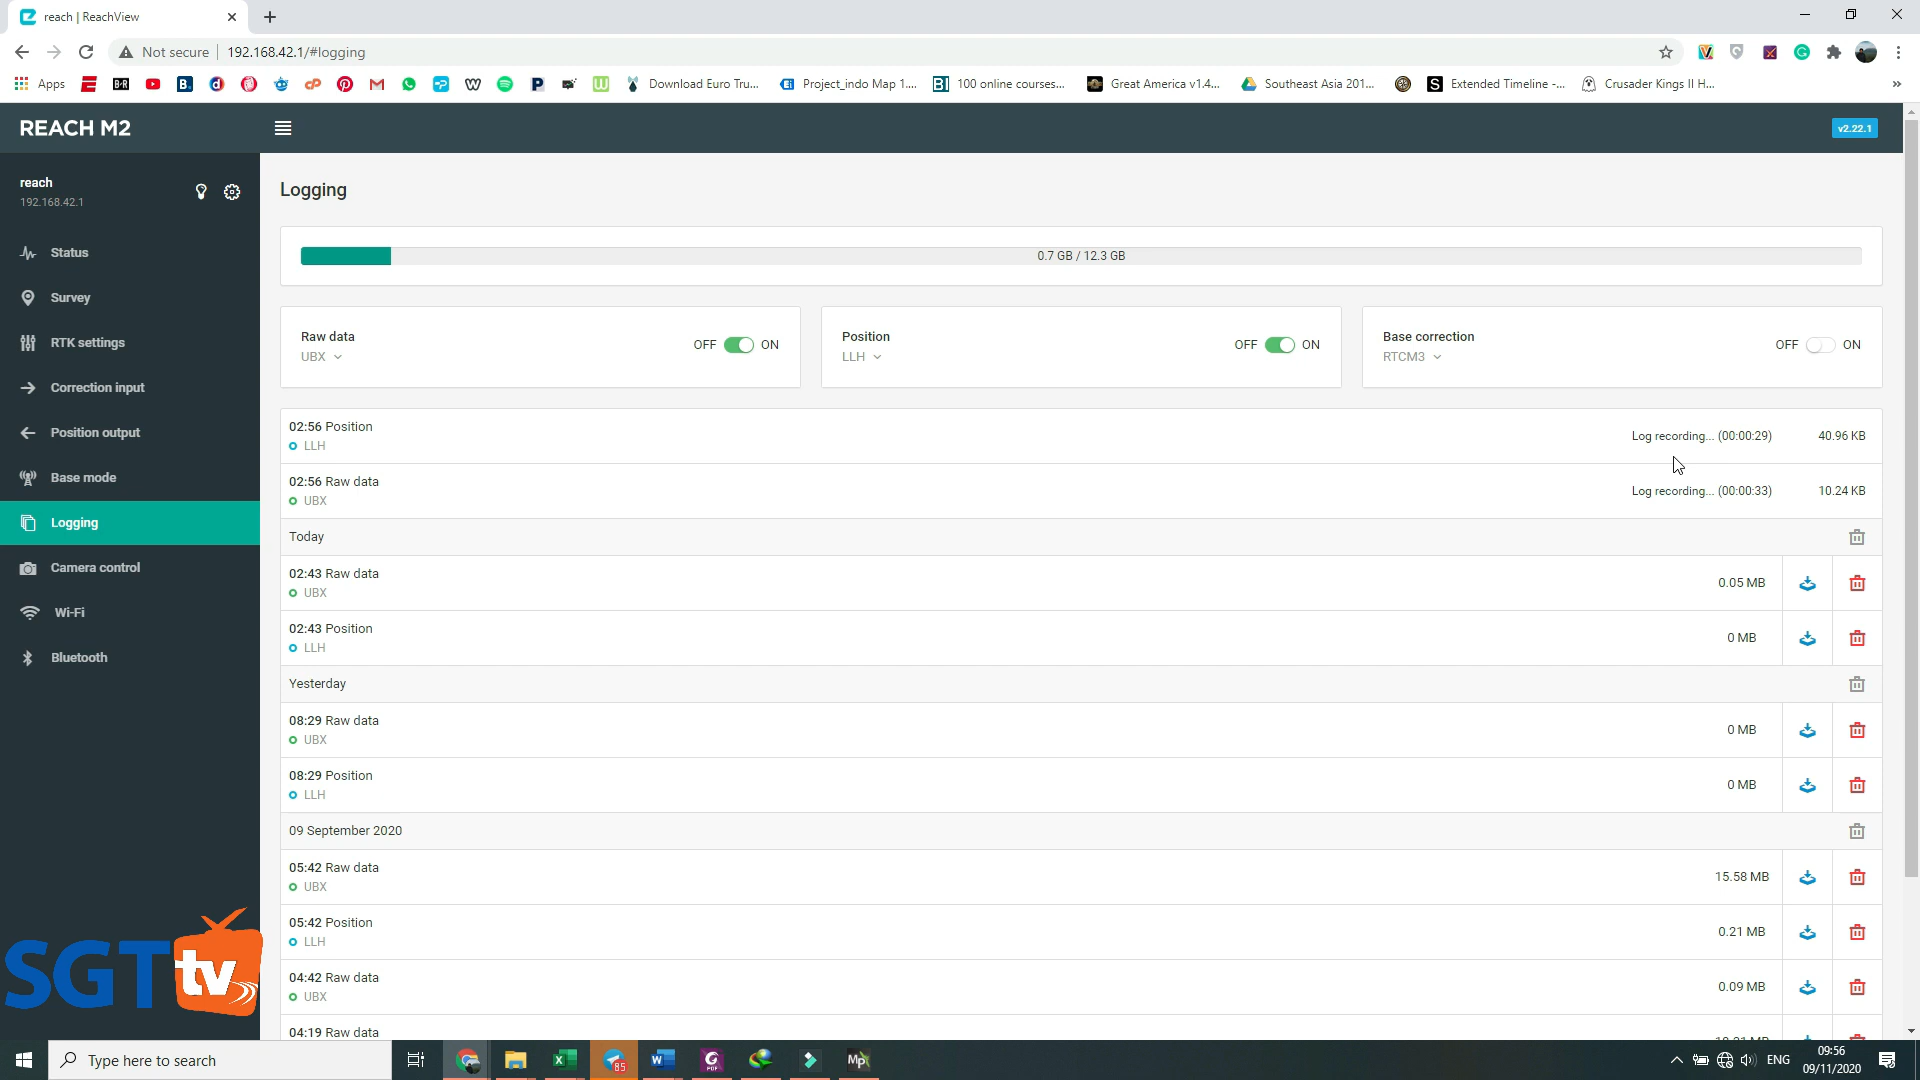 reach | ReachView
Not secure
192.168.42.1/#logging
Apps
Download Euro Tru...
Project_indo Map 1....
100 online courses...
Great America v1.4...
Southeast Asia 201...
Extended Timeline -...
Crusader Kings II H...
REACH M2
v2.22.1
reach
192.168.42.1
Status
Survey
RTK settings
Correction input
Position output
Base mode
Logging
Camera control
Wi-Fi
Bluetooth
Logging
0.7 GB / 12.3 GB
Raw data
UBX
OFF ON
Position
LLH
OFF ON
Base correction
RTCM3
OFF ON
02:56 Position
LLH
Log recording... (00:00:29) 40.96 KB
02:56 Raw data
UBX
Log recording... (00:00:33) 10.24 KB
Today
02:43 Raw data
UBX
0.05 MB
02:43 Position
LLH
0 MB
Yesterday
08:29 Raw data
UBX
0 MB
08:29 Position
LLH
0 MB
09 September 2020
05:42 Raw data
UBX
15.58 MB
05:42 Position
LLH
0.21 MB
04:42 Raw data
UBX
0.09 MB
04:19 Raw data
SGT tv
Type here to search
85
ENG
09:56
09/11/2020